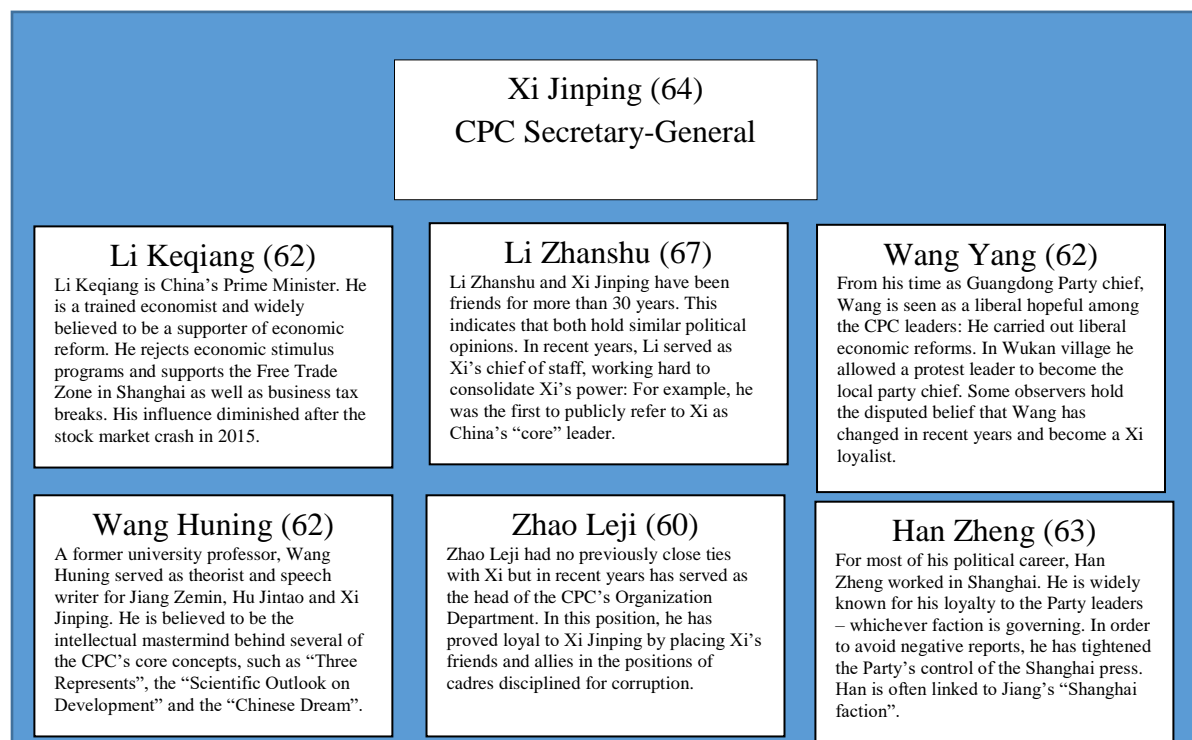 Xi Jinping (64)
CPC Secretary-General
Li Keqiang (62)
Li Keqiang is China’s Prime Minister. He
is a trained economist and widely
believed to be a supporter of economic
reform. He rejects economic stimulus
programs and supports the Free Trade
Zone in Shanghai as well as business tax
breaks. His influence diminished after the
stock market crash in 2015.
Li Zhanshu (67)
Li Zhanshu and Xi Jinping have been
friends for more than 30 years. This
indicates that both hold similar political
opinions. In recent years, Li served as
Xi’s chief of staff, working hard to
consolidate Xi’s power: For example, he
was the first to publicly refer to Xi as
China’s “core” leader.
Wang Yang (62)
From his time as Guangdong Party chief,
Wang is seen as a liberal hopeful among
the CPC leaders: He carried out liberal
economic reforms. In Wukan village he
allowed a protest leader to become the
local party chief. Some observers hold
the disputed belief that Wang has
changed in recent years and become a Xi
loyalist.
Wang Huning (62)
A former university professor, Wang
Huning served as theorist and speech
writer for Jiang Zemin, Hu Jintao and Xi
Jinping. He is believed to be the
intellectual mastermind behind several of
the CPC’s core concepts, such as “Three
Represents”, the “Scientific Outlook on
Development” and the “Chinese Dream”.
Zhao Leji (60)
Zhao Leji had no previously close ties
with Xi but in recent years has served as
the head of the CPC’s Organization
Department. In this position, he has
proved loyal to Xi Jinping by placing Xi’s
friends and allies in the positions of
cadres disciplined for corruption.
Han Zheng (63)
For most of his political career, Han
Zheng worked in Shanghai. He is widely
known for his loyalty to the Party leaders
– whichever faction is governing. In order
to avoid negative reports, he has tightened
the Party’s control of the Shanghai press.
Han is often linked to Jiang’s “Shanghai
faction”.